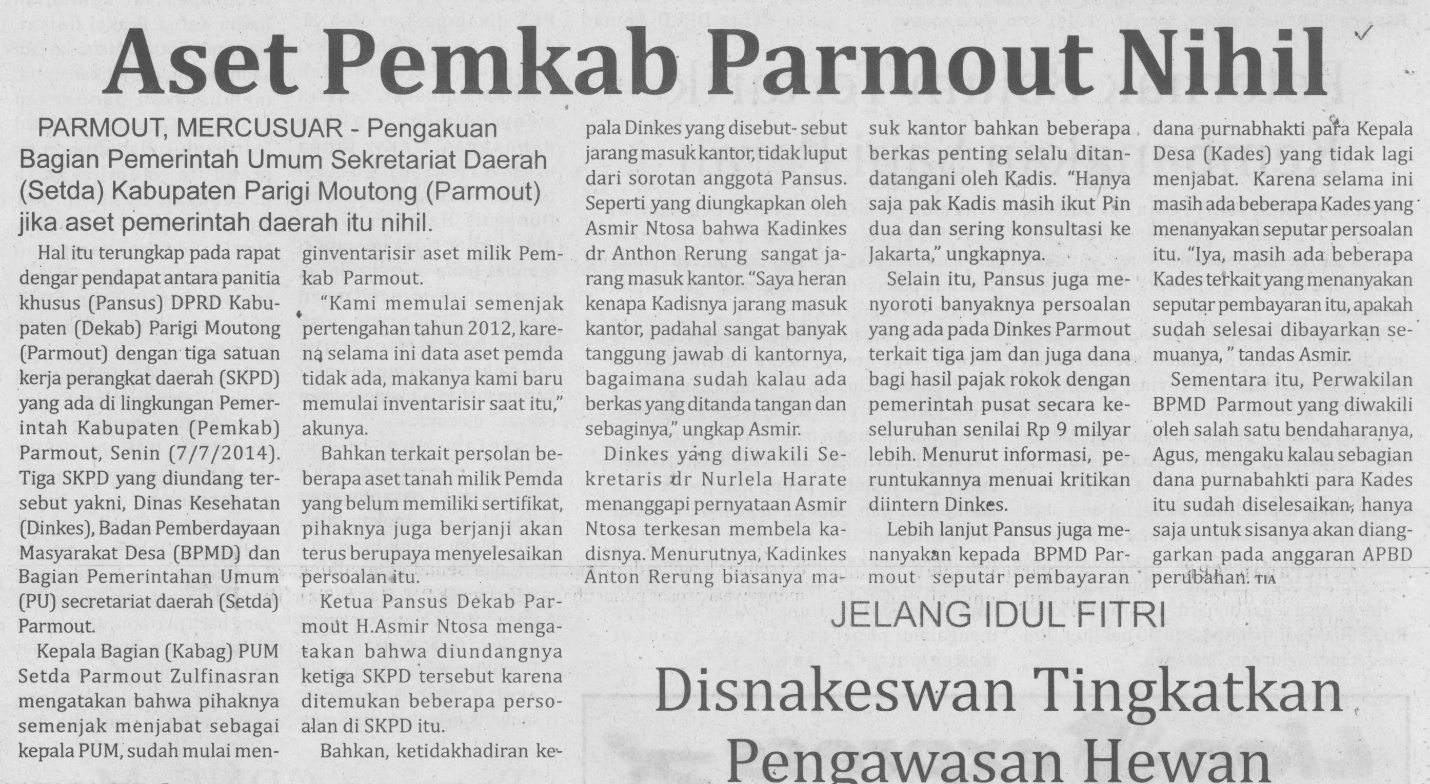 Aset Pemkab Parmout Nihil
PARMOUT, MERCUSUAR - Pengakuan
Bagian Pemerintah Umum Sekretariat Daerah
(Setda) Kabupaten Parigi Moutong (Parmout)
jika aset pemerintah daerah itu nihil.
Hal itu terungkap pada rapat
dengar pendapat antara panitia
khusus (Pansus) DPRD Kabu-
paten (Dekab) Parigi Moutong
(Parmout) dengan tiga satuan
kerja perangkat daerah (SKPD)
yang ada di lingkungan Pemer-
intah Kabupaten (Pemkab)
Parmout, Senin (7/7/2014).
Tiga SKPD yang diundang ter-
sebut yakni, Dinas Kesehatan
(Dinkes), Badan Pemberdayaan
Masyarakat Desa (BPMD) dan
Bagian Pemerintahan Umum
(PU) secretariat daerah (Setda)
Parmout.
Kepala Bagian (Kabag) PUM
Setda Parmout Zulfinasran
mengatakan bahwa pihaknya
semenjak menjabat sebagai
kepala PUM, sudah mulai men-
ginventarisir aset milik Pem-
kab Parmout.
"Kami memulai semenjak
pertengahan tahun 2012, kare-
na selama ini data aset pemda
tidak ada, makanya kami baru
memulai inventarisir saat itu,"
akunya.
Bahkan terkait persolan be-
berapa aset tanah milik Pemda
yang belum memiliki sertifikat,
pihaknya juga berjanji akan
terus berupaya menyelesaikan
persoalan itu.
Ketua Pansus Dekab Par-
mout H.Asmir Ntosa menga-
takan bahwa diundangnya
ketiga SKPD tersebut karena
ditemukan beberapa perso-
alan di SKPD itu.
Bahkan, ketidakhadiran ke-
pala Dinkes yang disebut- sebut
jarang masuk kantor, tidak luput
dari sorotan anggota Pansus.
Seperti yang diungkapkan oleh
Asmir Ntosa bahwa Kadinkes
dr Anthon Rerung sangat ja-
rang masuk kantor. "Saya heran
kenapa Kadisnya jarang masuk
kantor, padahal sangat banyak
tanggung jawab di kantornya,
bagaimana sudah kalau ada
berkas yang ditanda tangan dan
sebaginya," ungkap Asmir.
Dinkes yang diwakili Se-
kretaris dr Nurlela Harate
menanggapi pernyataan Asmir
Ntosa terkesan membela ka-
disnya. Menurutnya, Kadinkes
Anton Rerung biasanya ma-
suk kantor bahkan beberapa
berkas penting selalu ditan-
datangani oleh Kadis. "Hanya
saja pak Kadis masih ikut Pin
dua dan sering konsultasi ke
Jakarta," ungkapnya.
Selain itu, Pansus juga me-
nyoroti banyaknya persoalan
yang ada pada Dinkes Parmout
terkait tiga jam dan juga dana
bagi hasil pajak rokok dengan
pemerintah pusat secara ke-
seluruhan senilai Rp 9 milyar
lebih. Menurut informasi, pe-
runtukannya menuai kritikan
diintern Dinkes.
Lebih lanjut Pansus juga me-
nanyakan kepada BPMD Par-
mout seputar pembayaran
dana purnabhakti para Kepala
Desa (Kades) yang tidak lagi
menjabat. Karena selama ini
masih ada beberapa Kades yang
menanyakan seputar persoalan
itu. "Iya, masih ada beberapa
Kades terkait yang menanyakan
seputar pembayaran itu, apakah
sudah selesai dibayarkan se-
muanya," tandas Asmir.
Sementara itu, Perwakilan
BPMD Parmout yang diwakili
oleh salah satu bendaharanya,
Agus, mengaku kalau sebagian
dana purnabahkti para Kades
itu sudah diselesaikan, hanya
saja untuk sisanya akan diang-
garkan pada anggaran APBD
perubahan. TIA
JELANG IDUL FITRI
Disnakeswan Tingkatkan
Pengawasan Hewan